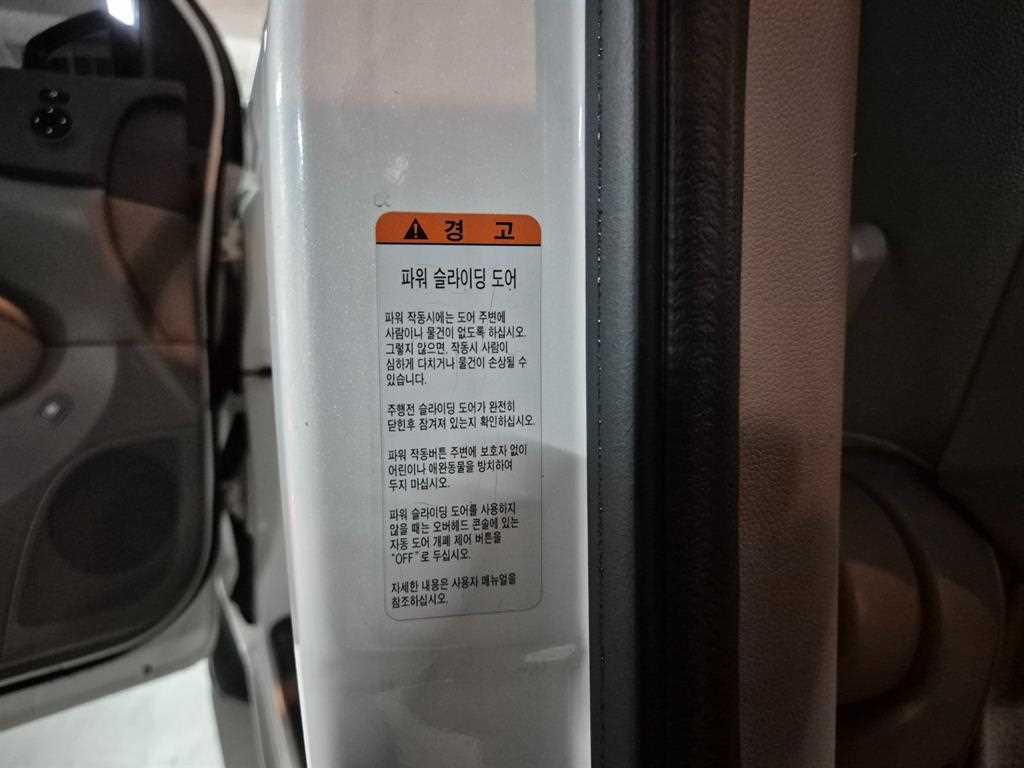 경 고
파워 슬라이딩 도어
파워 작동시에는 도어 주변에
사람이나 물건이 없도록 하십시오.
그렇지 않으면, 작동시 사람이
심하게 다치거나 물건이 손상될 수
있습니다.
주행전 슬라이딩 도어가 완전히
닫힌후 잠겨져 있는지 확인하십시오.
파워 작동버튼 주변에 보호자 없이
어린이나 애완동물을 방치하여
두지 마십시오.
파워 슬라이딩 도어를 사용하지
않을 때는 오버헤드 콘솔에 있는
자동 도어 개폐 제어 버튼을
"OFF"로 두십시오.
자세한 내용은 사용자 메뉴얼을
참조하십시오.